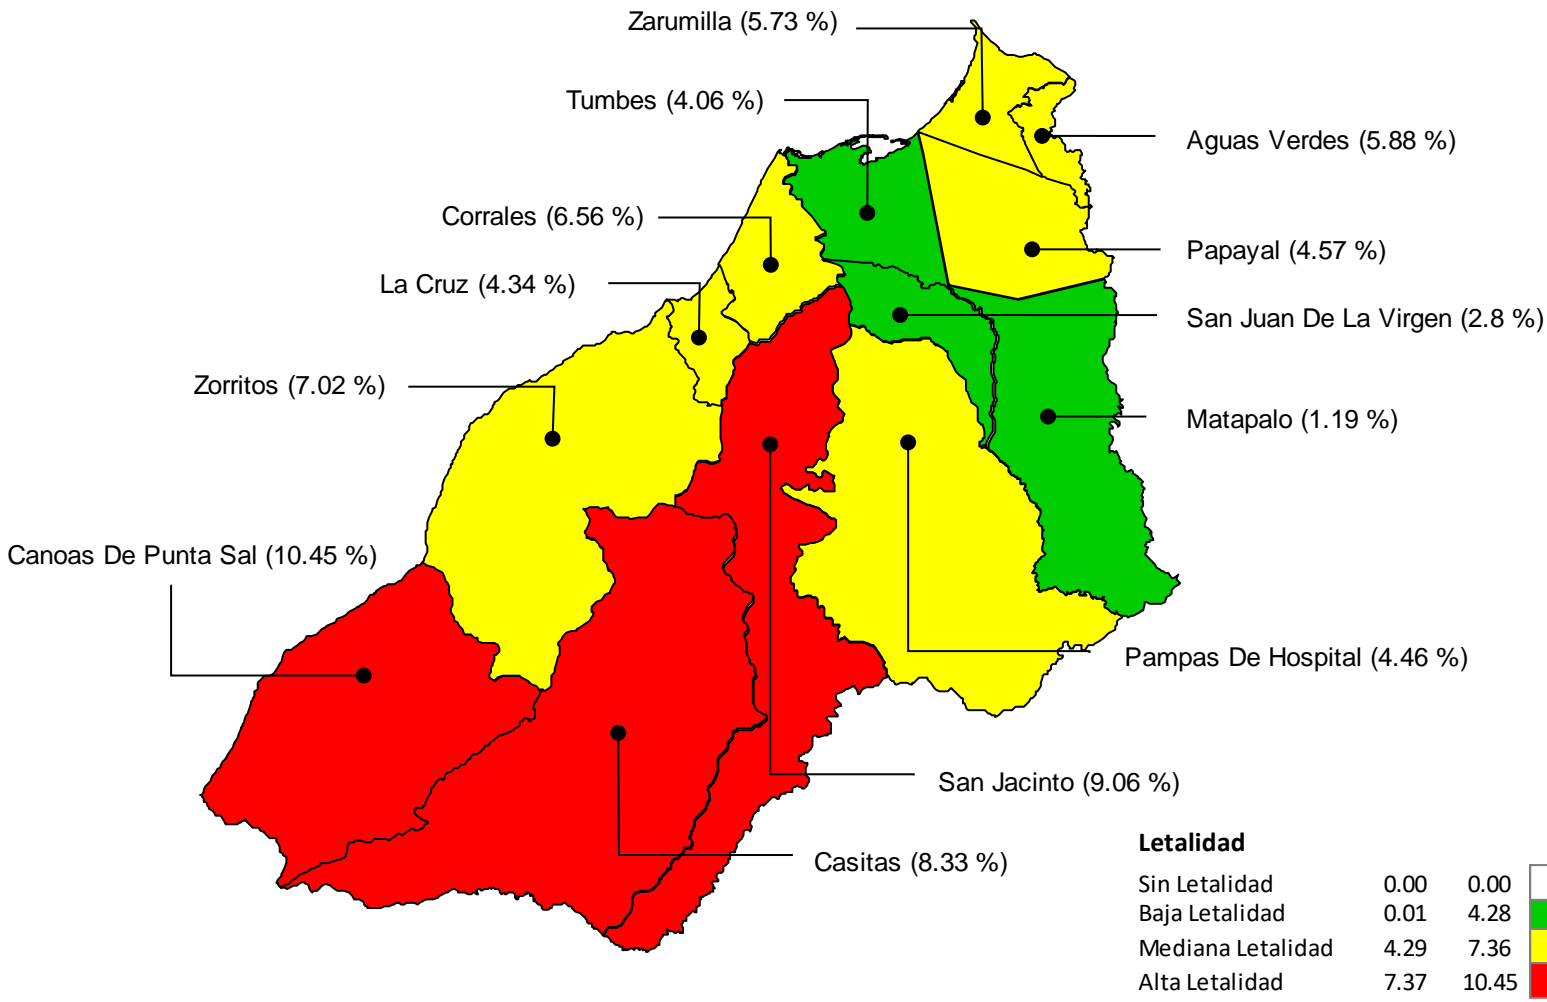 Zarumilla (5.73 %)
Tumbes (4.06 %)
Aguas Verdes (5.88 %)
Corrales (6.56 %)
Papayal (4.57 %)
La Cruz (4.34 %)
San Juan De La Virgen (2.8 %)
Zorritos (7.02 %)
Matapalo (1.19 %)
Canoas De Punta Sal (10.45 %)
Pampas De Hospital (4.46 %)
San Jacinto (9.06 %)
Casitas (8.33 %)
Letalidad
Sin Letalidad 0.00 0.00
Baja Letalidad 0.01 4.28
Mediana Letalidad 4.29 7.36
Alta Letalidad 7.37 10.45